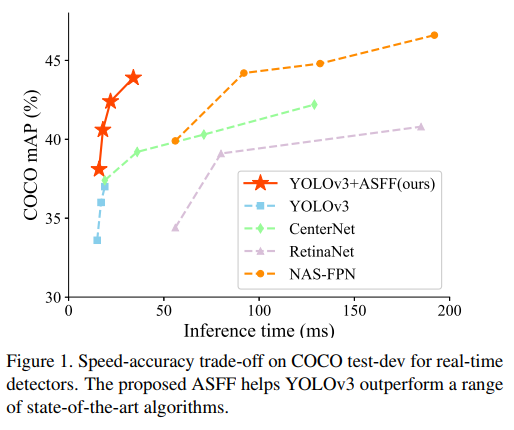 45
40
35
30
COCO mAP (%)
0
50
100
150
200
Inference time (ms)
YOLOv3+ASFF(ours)
YOLOv3
CenterNet
RetinaNet
NAS-FPN
Figure 1. Speed-accuracy trade-off on COCO test-dev for real-time
detectors. The proposed ASFF helps YOLOv3 outperform a range
of state-of-the-art algorithms.